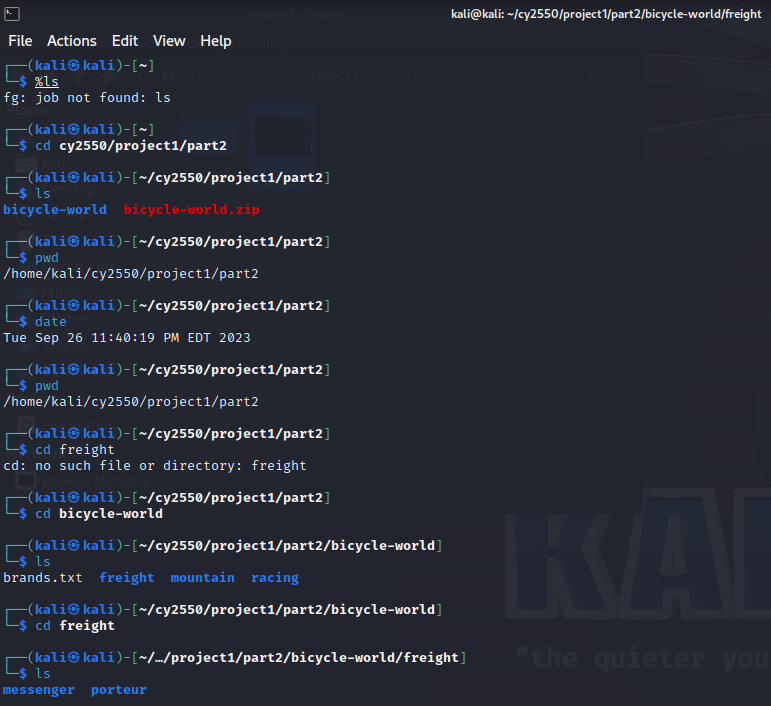 kali@kali: ~/cy2550/project1/part2/bicycle-world/freight
File Actions Edit View Help
┌──(kali㉿kali)-[~]
└─$ %ls
fg: job not found: ls
┌──(kali㉿kali)-[~]
└─$ cd cy2550/project1/part2
┌──(kali㉿kali)-[~/cy2550/project1/part2]
└─$ ls
bicycle-world bicycle-world.zip
┌──(kali㉿kali)-[~/cy2550/project1/part2]
└─$ pwd
/home/kali/cy2550/project1/part2
┌──(kali㉿kali)-[~/cy2550/project1/part2]
└─$ date
Tue Sep 26 11:40:19 PM EDT 2023
┌──(kali㉿kali)-[~/cy2550/project1/part2]
└─$ pwd
/home/kali/cy2550/project1/part2
┌──(kali㉿kali)-[~/cy2550/project1/part2]
└─$ cd freight
cd: no such file or directory: freight
Browse Network
┌──(kali㉿kali)-[~/cy2550/project1/part2]
└─$ cd bicycle-world
┌──(kali㉿kali)-[~/cy2550/project1/part2/bicycle-world]
└─$ ls
brands.txt freight mountain racing
┌──(kali㉿kali)-[~/cy2550/project1/part2/bicycle-world]
└─$ cd freight
┌──(kali㉿kali)-[~/…/project1/part2/bicycle-world/freight]
└─$ ls
messenger porteur
KAL
"the quieter you